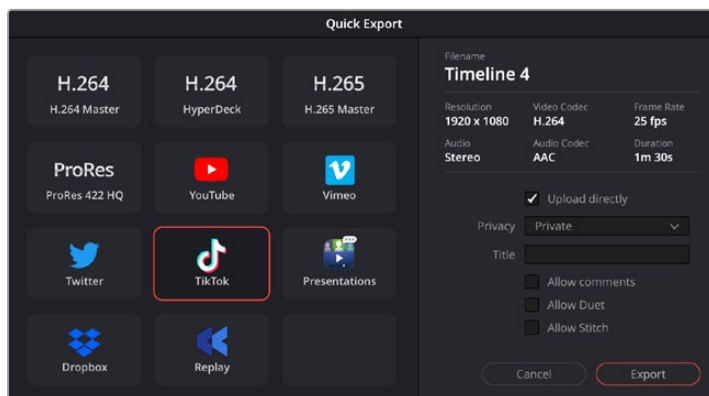 Quick Export
H.264
H.264 Master
H.264
HyperDeck
H.265
H.265 Master
ProRes
ProRes 422 HQ
YouTube
Vimeo
Twitter
TikTok
Presentations
Dropbox
Replay
Filename
Timeline 4
Resolution Video Codec Frame Rate
1920 x 1080 H.264 25 fps
Audio Audio Codec Duration
Stereo AAC 1m 30s
Upload directly
Privacy Private
Title
Allow comments
Allow Duet
Allow Stitch
Cancel Export